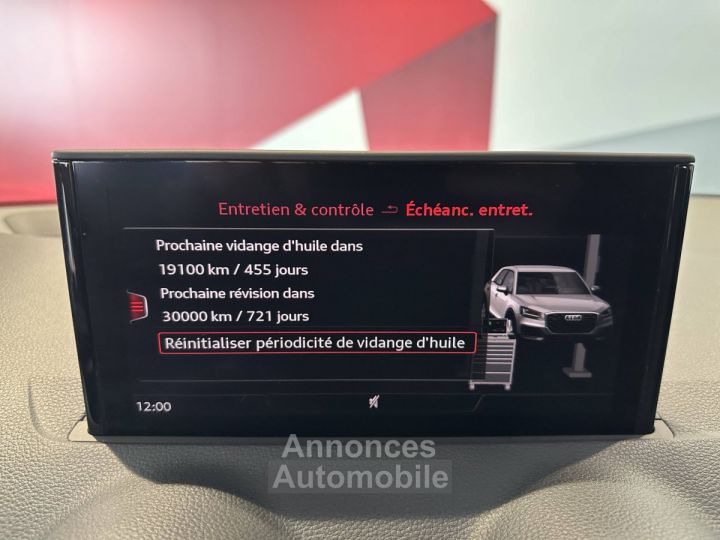 Entretien & contrôle Échéanc. entret.
Prochaine vidange d'huile dans
19100 km / 455 jours
Prochaine révision dans
30000 km / 721 jours
Réinitialiser périodicité de vidange d'huile
12:00
Annonces
Automobile